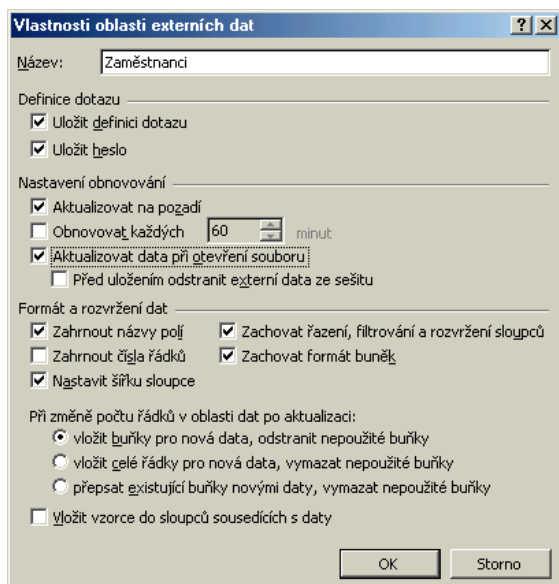 Vlastnosti oblasti externích dat
Název: Zaměstnanci
Definice dotazu
Uložit definici dotazu
Uložit heslo
Nastavení obnovování
Aktualizovat na pozadí
Obnovovat každých 60 minut
Aktualizovat data při otevření souboru
Před uložením odstranit externí data ze sešitu
Formát a rozvržení dat
Zahrnout názvy polí Zachovat řazení, filtrování a rozvržení sloupců
Zahrnout čísla řádků Zachovat formát buněk
Nastavit šířku sloupce
Při změně počtu řádků v oblasti dat po aktualizaci:
vložit buňky pro nová data, odstranit nepoužité buňky
vložit celé řádky pro nová data, vymazat nepoužité buňky
přepsat existující buňky novými daty, vymazat nepoužité buňky
Vložit vzorce do sloupců sousedících s daty
OK Storno